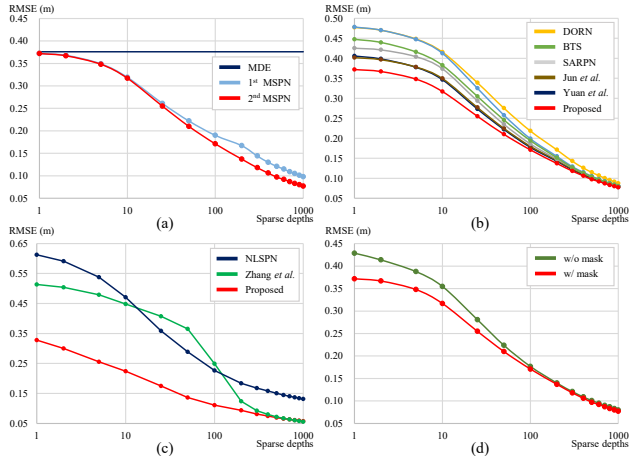 RMSE (m)
0.45
0.40
0.35
0.30
0.25
0.20
0.15
0.10
0.05
MDE
1st MSPN
2nd MSPN
1
10
100
1000
(a)
Sparse depths
RMSE (m)
0.50
0.45
0.40
0.35
0.30
0.25
0.20
0.15
0.10
0.05
DORN
BTS
SARPN
Jun et al.
Yuan et al.
Proposed
1
10
100
1000
(b)
Sparse depths
RMSE (m)
0.65
0.55
0.45
0.35
0.25
0.15
0.05
NLSPN
Zhang et al.
Proposed
1
10
100
1000
(c)
Sparse depths
RMSE (m)
0.45
0.40
0.35
0.30
0.25
0.20
0.15
0.10
0.05
w/o mask
w/ mask
1
10
100
1000
(d)
Sparse depths